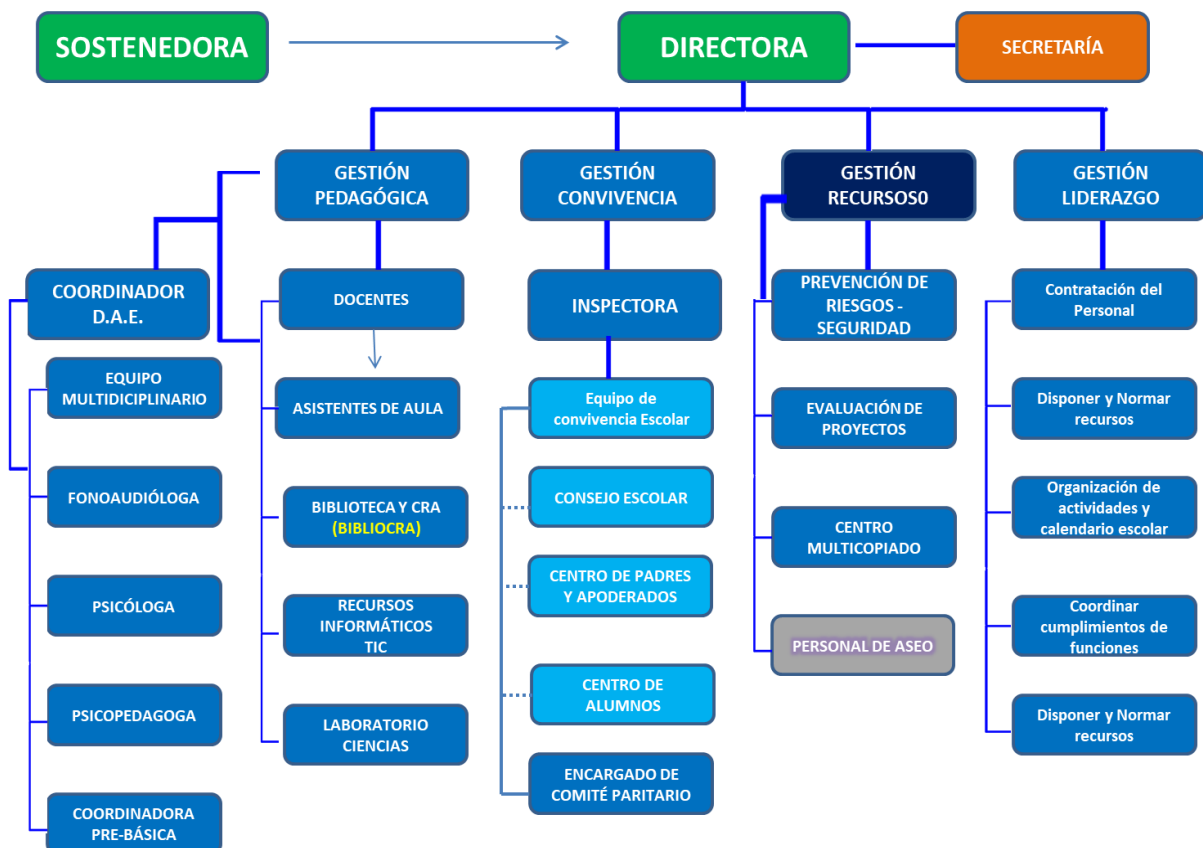 SOSTENEDORA
DIRECTORA
SECRETARÍA
GESTIÓN
PEDAGÓGICA
GESTIÓN
CONVIVENCIA
GESTIÓN
RECURSOS0
GESTIÓN
LIDERAZGO
COORDINADOR
D.A.E.
EQUIPO
MULTIDICIPLINARIO
FONOAUDIÓLOGA
PSICÓLOGA
PSICOPEDAGOGA
COORDINADORA
PRE-BÁSICA
DOCENTES
ASISTENTES DE AULA
BIBLIOTECA Y CRA
(BIBLIOCRA)
RECURSOS
INFORMÁTICOS
TIC
LABORATORIO
CIENCIAS
INSPECTORA
Equipo de
convivencia Escolar
CONSEJO ESCOLAR
CENTRO DE PADRES
Y APODERADOS
CENTRO DE
ALUMNOS
ENCARGADO DE
COMITÉ PARITARIO
PREVENCIÓN DE
RIESGOS -
SEGURIDAD
EVALUACIÓN DE
PROYECTOS
CENTRO
MULTICOPIADO
PERSONAL DE ASEO
Contratación del
Personal
Disponer y Normar
recursos
Organización de
actividades y
calendario escolar
Coordinar
cumplimientos de
funciones
Disponer y Normar
recursos